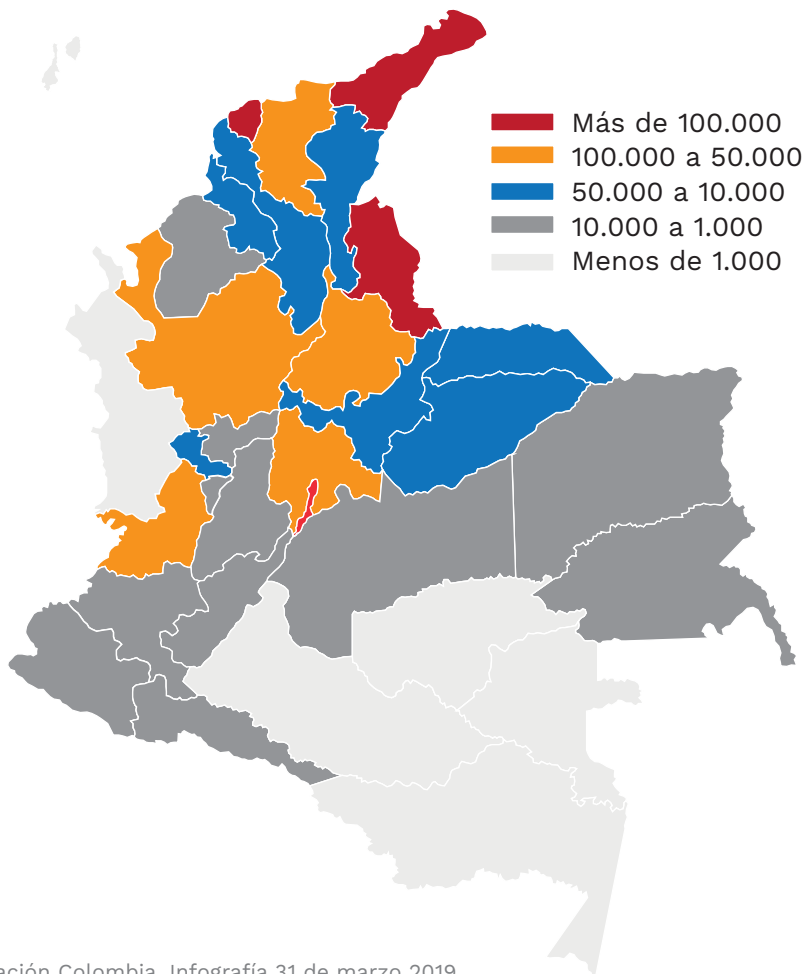 Más de 100.000
100.000 a 50.000
50.000 a 10.000
10.000 a 1.000
Menos de 1.000
ación Colombia. Infografía 31 de marzo 2019